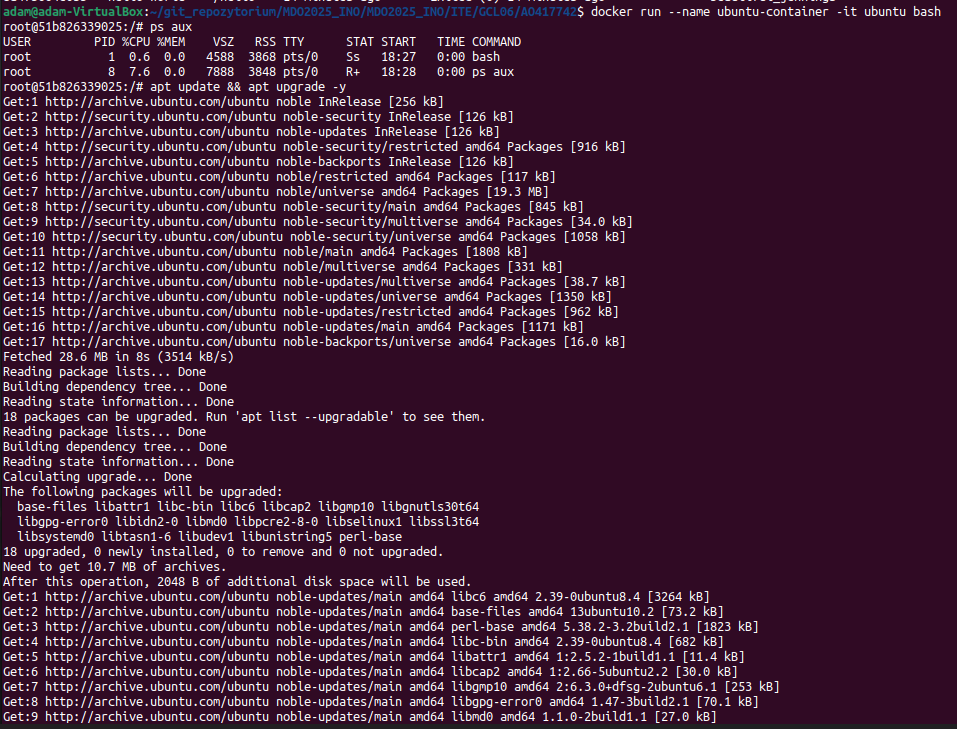 adam@adam-VirtualBox:~/git_repozytorium/MDO2025_INO/MDO2025_INO/ITE/GCL06/AO417742$ docker run --name ubuntu-container -it ubuntu bash
root@51b826339025:/# ps aux
USER         PID %CPU %MEM    VSZ   RSS TTY      STAT START   TIME COMMAND
root           1  0.6  0.0   4588  3868 pts/0    Ss   18:27   0:00 bash
root           8  7.6  0.0   7888  3848 pts/0    R+   18:28   0:00 ps aux
root@51b826339025:/# apt update && apt upgrade -y
Get:1 http://archive.ubuntu.com/ubuntu noble InRelease [256 kB]
Get:2 http://security.ubuntu.com/ubuntu noble-security InRelease [126 kB]
Get:3 http://archive.ubuntu.com/ubuntu noble-updates InRelease [126 kB]
Get:4 http://security.ubuntu.com/ubuntu noble-security/restricted amd64 Packages [916 kB]
Get:5 http://archive.ubuntu.com/ubuntu noble-backports InRelease [126 kB]
Get:6 http://archive.ubuntu.com/ubuntu noble/restricted amd64 Packages [117 kB]
Get:7 http://archive.ubuntu.com/ubuntu noble/universe amd64 Packages [19.3 MB]
Get:8 http://security.ubuntu.com/ubuntu noble-security/main amd64 Packages [845 kB]
Get:9 http://security.ubuntu.com/ubuntu noble-security/multiverse amd64 Packages [34.0 kB]
Get:10 http://security.ubuntu.com/ubuntu noble-security/universe amd64 Packages [1058 kB]
Get:11 http://archive.ubuntu.com/ubuntu noble/main amd64 Packages [1808 kB]
Get:12 http://archive.ubuntu.com/ubuntu noble/multiverse amd64 Packages [331 kB]
Get:13 http://archive.ubuntu.com/ubuntu noble-updates/multiverse amd64 Packages [38.7 kB]
Get:14 http://archive.ubuntu.com/ubuntu noble-updates/universe amd64 Packages [1350 kB]
Get:15 http://archive.ubuntu.com/ubuntu noble-updates/restricted amd64 Packages [962 kB]
Get:16 http://archive.ubuntu.com/ubuntu noble-updates/main amd64 Packages [1171 kB]
Get:17 http://archive.ubuntu.com/ubuntu noble-backports/universe amd64 Packages [16.0 kB]
Fetched 28.6 MB in 8s (3514 kB/s)
Reading package lists... Done
Building dependency tree... Done
Reading state information... Done
18 packages can be upgraded. Run 'apt list --upgradable' to see them.
Reading package lists... Done
Building dependency tree... Done
Reading state information... Done
Calculating upgrade... Done
The following packages will be upgraded:
  base-files libattr1 libc-bin libc6 libcap2 libgmp10 libgnutls30t64
  libgpg-error0 libidn2-0 libmd0 libpcre2-8-0 libselinux1 libssl3t64
  libsystemd0 libtasn1-6 libudev1 libunistring5 perl-base
18 upgraded, 0 newly installed, 0 to remove and 0 not upgraded.
Need to get 10.7 MB of archives.
After this operation, 2048 B of additional disk space will be used.
Get:1 http://archive.ubuntu.com/ubuntu noble-updates/main amd64 libc6 amd64 2.39-0ubuntu8.4 [3264 kB]
Get:2 http://archive.ubuntu.com/ubuntu noble-updates/main amd64 base-files amd64 13ubuntu10.2 [73.2 kB]
Get:3 http://archive.ubuntu.com/ubuntu noble-updates/main amd64 perl-base amd64 5.38.2-3.2build2.1 [1823 kB]
Get:4 http://archive.ubuntu.com/ubuntu noble-updates/main amd64 libc-bin amd64 2.39-0ubuntu8.4 [682 kB]
Get:5 http://archive.ubuntu.com/ubuntu noble-updates/main amd64 libattr1 amd64 1:2.5.2-1build1.1 [11.4 kB]
Get:6 http://archive.ubuntu.com/ubuntu noble-updates/main amd64 libcap2 amd64 1:2.66-5ubuntu2.2 [30.0 kB]
Get:7 http://archive.ubuntu.com/ubuntu noble-updates/main amd64 libgmp10 amd64 2:6.3.0+dfsg-2ubuntu6.1 [253 kB]
Get:8 http://archive.ubuntu.com/ubuntu noble-updates/main amd64 libgpg-error0 amd64 1.47-3build2.1 [70.1 kB]
Get:9 http://archive.ubuntu.com/ubuntu noble-updates/main amd64 libmd0 amd64 1.1.0-2build1.1 [27.0 kB]